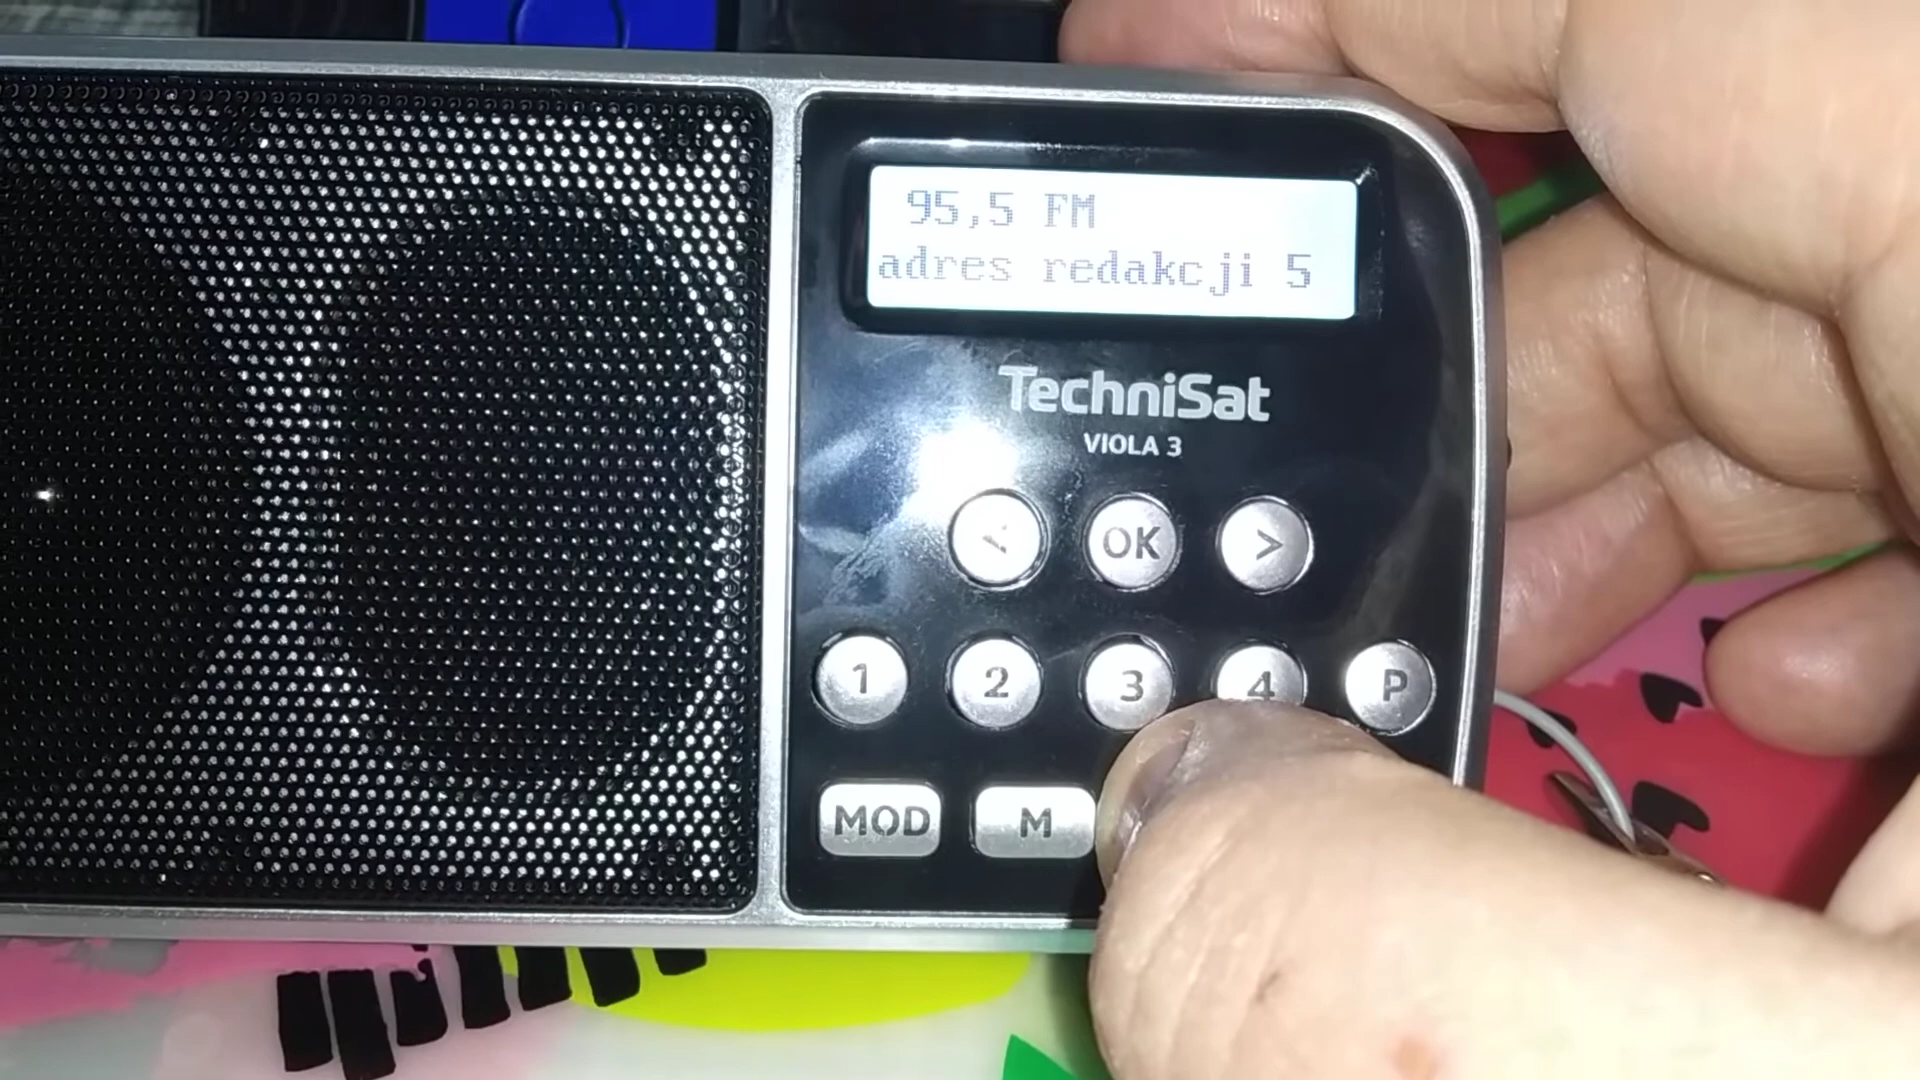 95,5 FM
adres redakcji 5
TechniSat
VIOLA 3
< OK >
1 2 3 4 P
MOD M